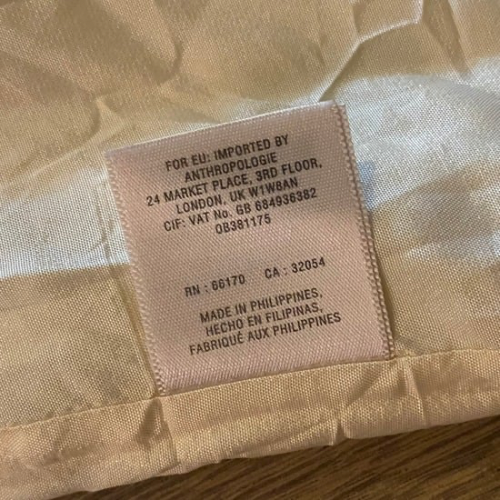 FOR EU: IMPORTED BY
ANTHROPOLOGIE
24 MARKET PLACE, 3RD FLOOR,
LONDON, UK W1W8AN
CIF: VAT No. GB 684936382
OB381175
RN : 66170 CA : 32054
MADE IN PHILIPPINES,
HECHO EN FILIPINAS,
FABRIQUÉ AUX PHILIPPINES